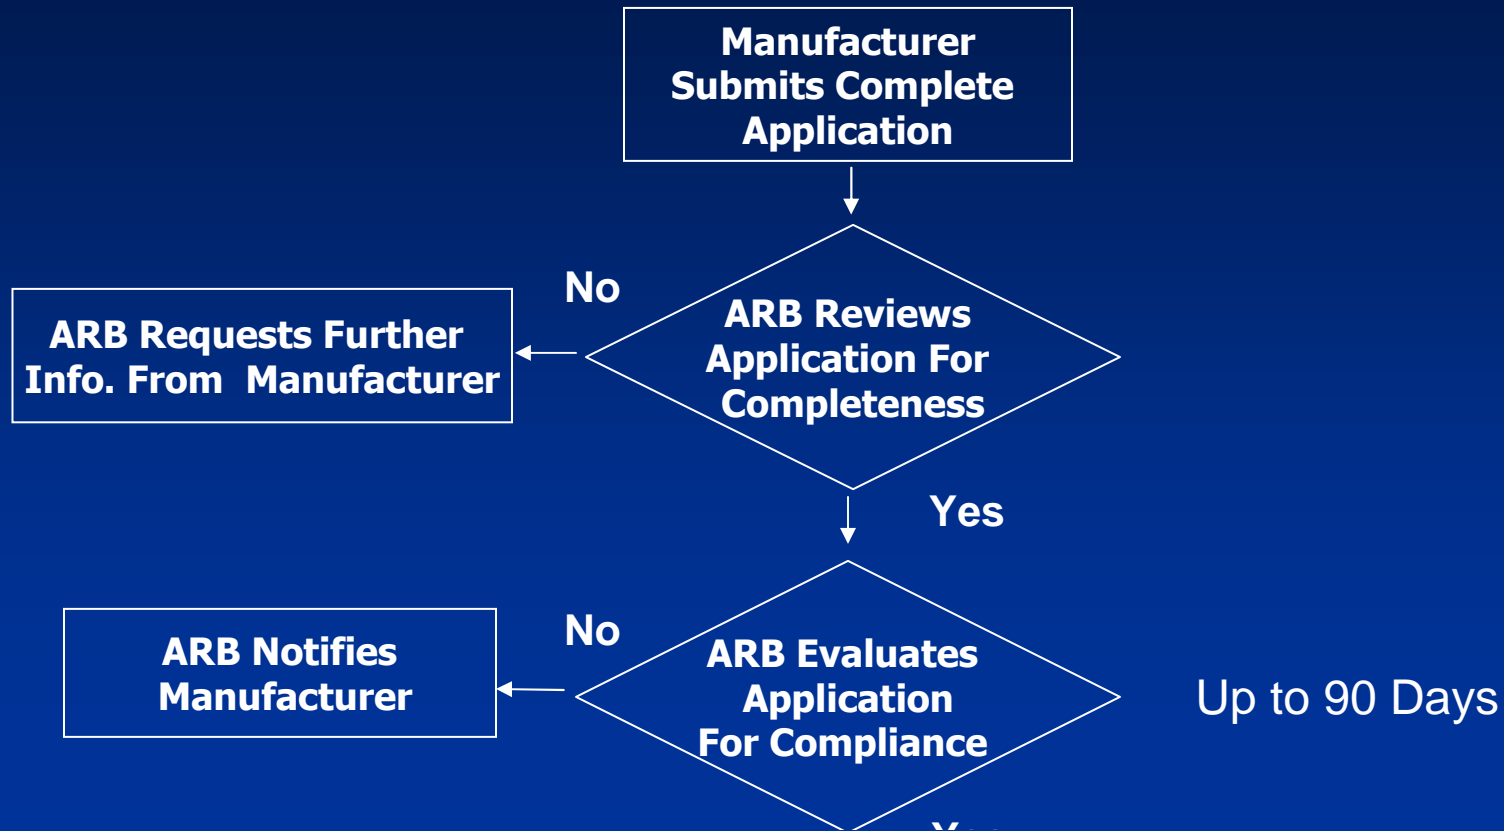 Manufacturer
Submits Complete
Application
No
ARB Reviews
Application For
Completeness
ARB Requests Further
Info. From Manufacturer
Yes
No
ARB Evaluates
Application
For Compliance
ARB Notifies
Manufacturer
Up to 90 Days